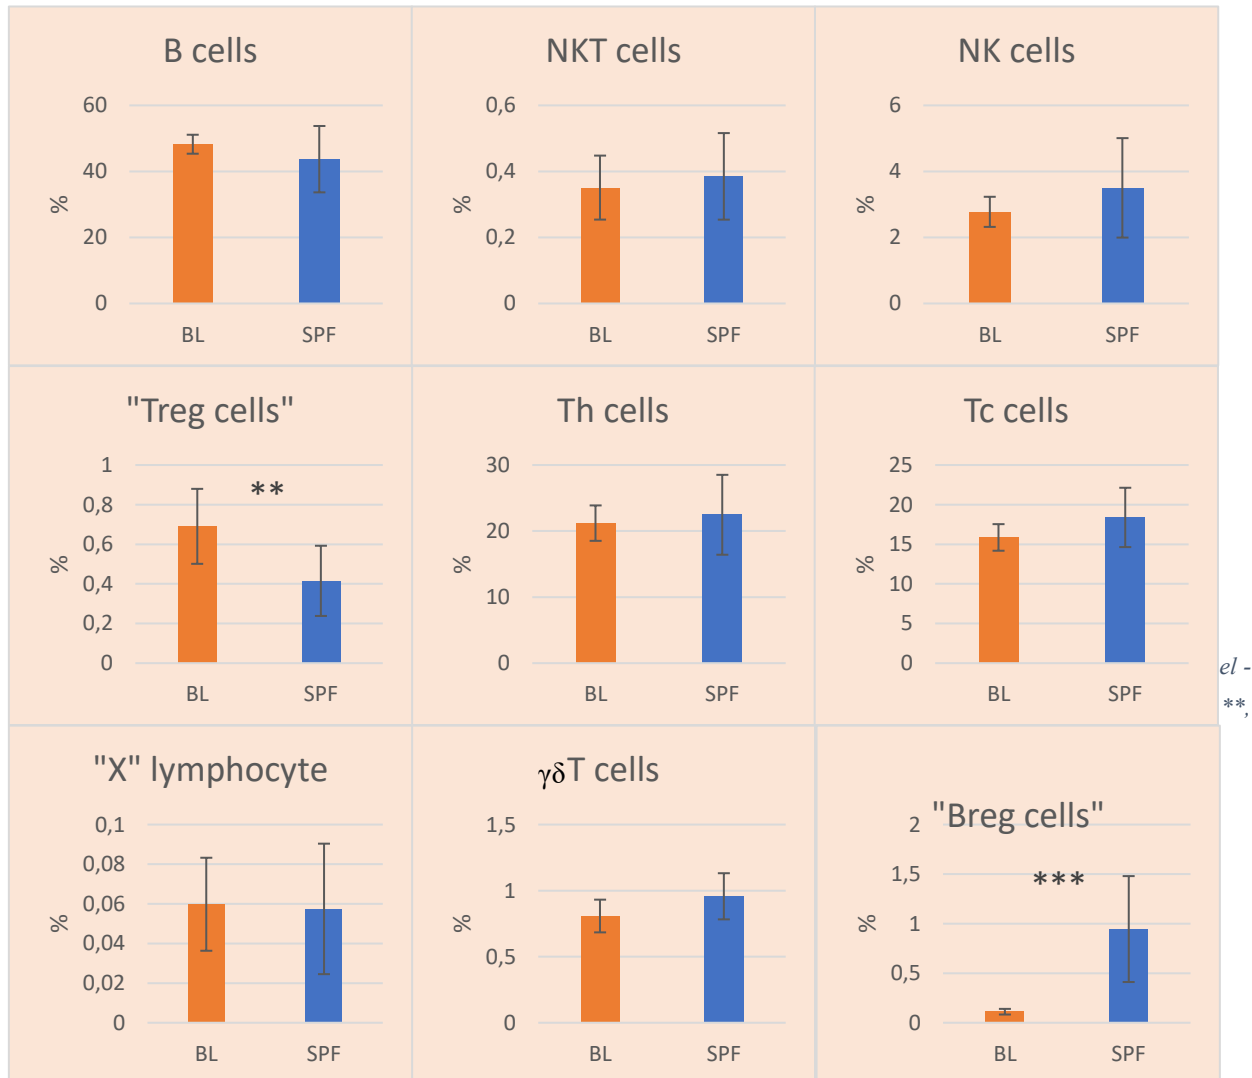 B cells
%
60
40
20
0
BL SPF
NKT cells
%
0,6
0,4
0,2
0
BL SPF
NK cells
%
6
4
2
0
BL SPF
"Treg cells"
%
1
0,8
0,6
0,4
0,2
0
**
BL SPF
Th cells
%
30
20
10
0
BL SPF
Tc cells
%
25
20
15
10
5
0
BL SPF
el -
**,
"X" lymphocyte
%
0,1
0,08
0,06
0,04
0,02
0
BL SPF
γδT cells
%
1,5
1
0,5
0
BL SPF
"Breg cells"
%
2
1,5
1
0,5
0
***
BL SPF